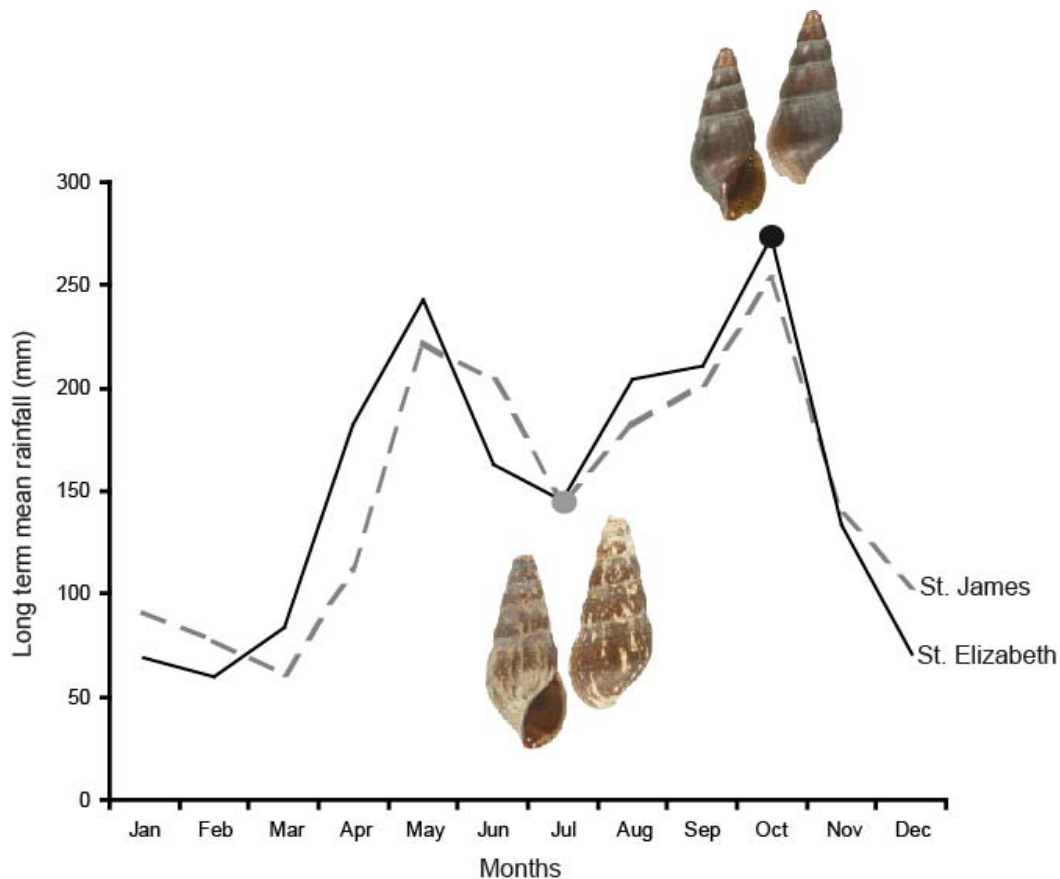 300
250
200
150
100
50
0
Long term mean rainfall (mm)
St. James
St. Elizabeth
Jan Feb Mar Apr May Jun Jul Aug Sep Oct Nov Dec
Months